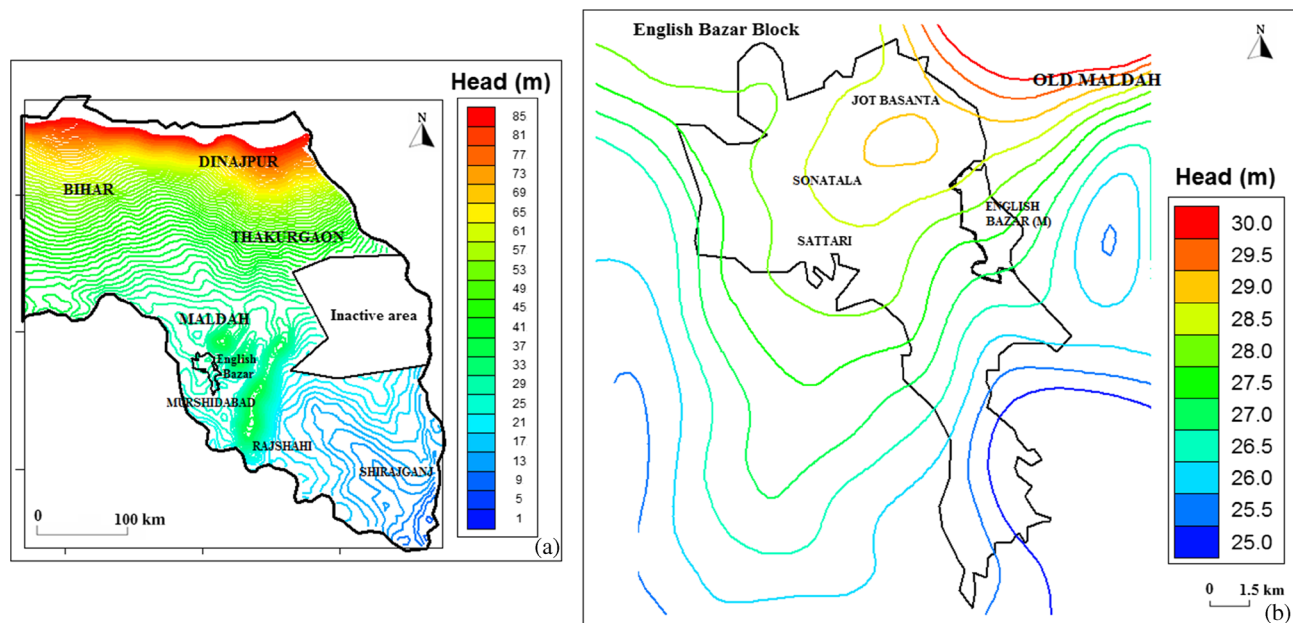 (a)
Head (m)
85
81
77
73
69
65
61
57
53
49
45
41
37
33
29
25
21
17
13
9
5
1
N
DINAJPUR
BIHAR
THAKURGAON
Inactive area
MALDAH
English
Bazar
MURSHIDABAD
RAJSHAHI
SHIRAJGANJ
0 100 km
(b)
English Bazar Block
N
OLD MALDAH
JOT BASANTA
SONATALA
ENGLISH
BAZAR (M)
SATTARI
Head (m)
30.0
29.5
29.0
28.5
28.0
27.5
27.0
26.5
26.0
25.5
25.0
0 1.5 km